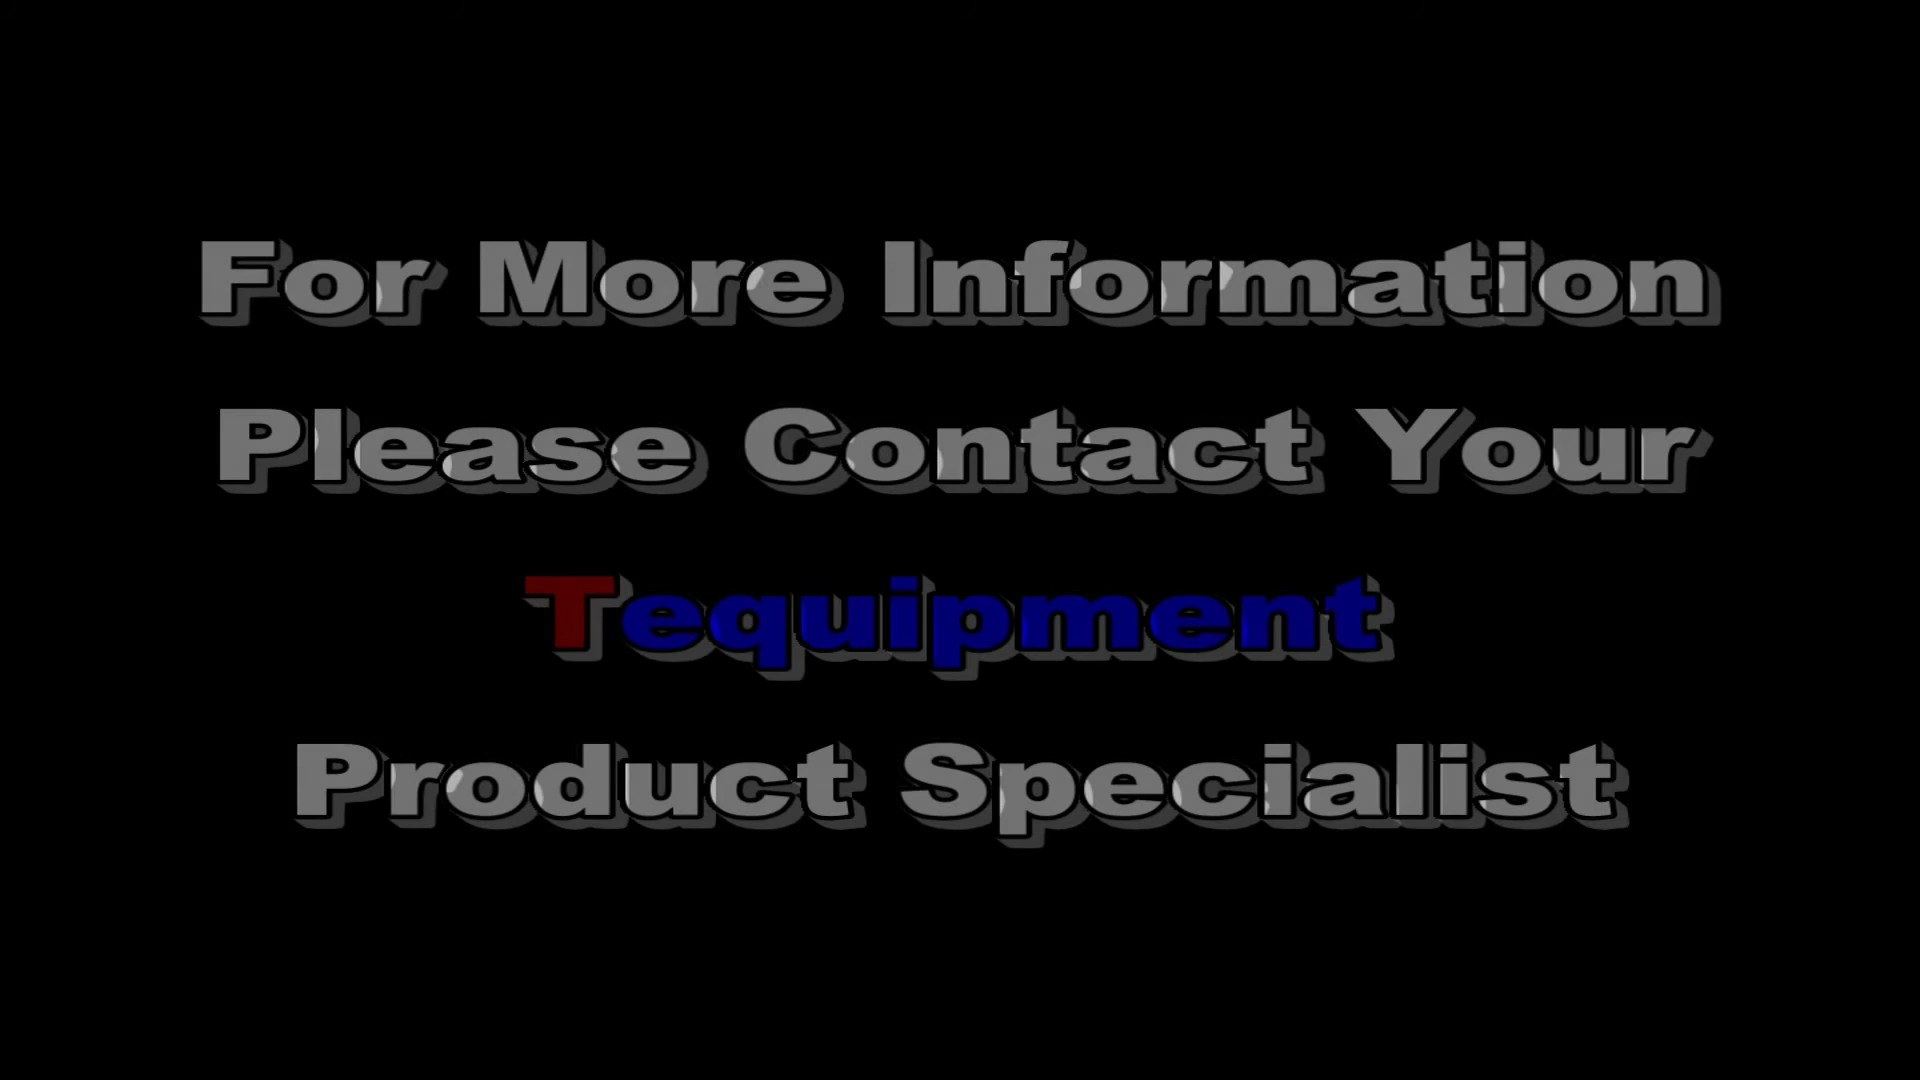 For More Information
Please Contact Your
Tequipment
Product Specialist